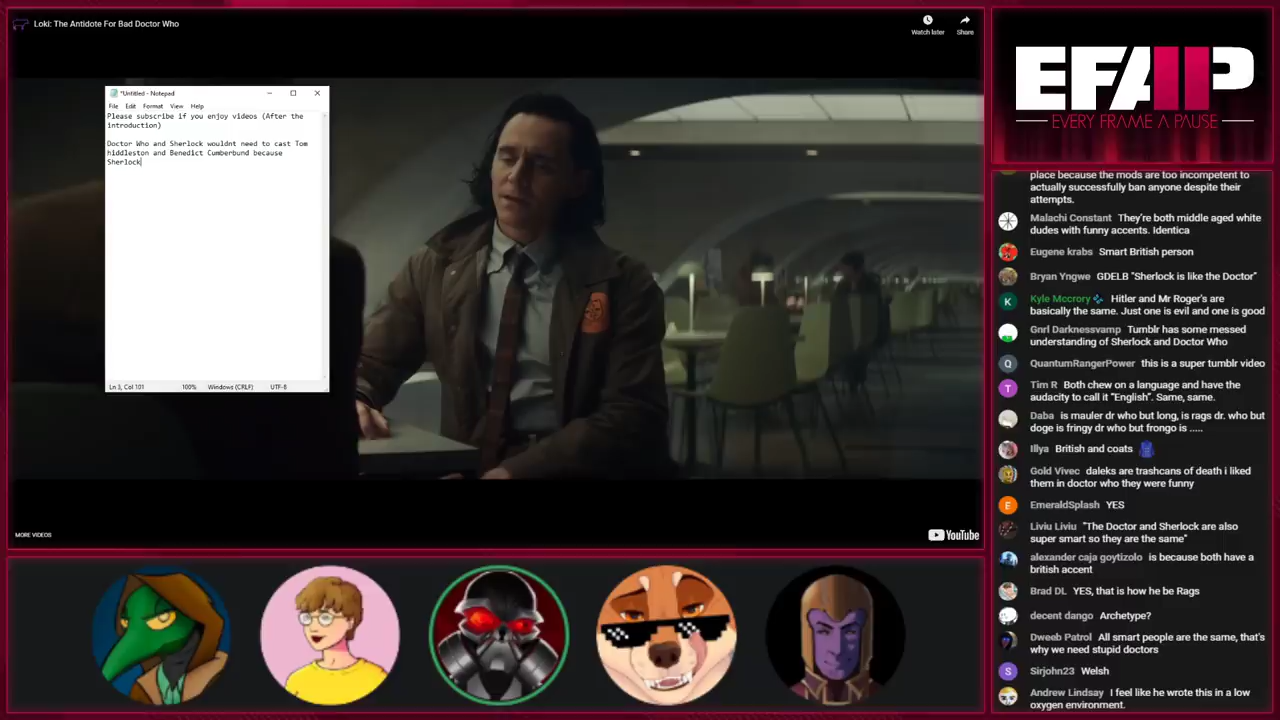 Loki: The Antidote For Bad Doctor Who
Watch later
Share
*Untitled - Notepad
File Edit Format View Help
Please subscribe if you enjoy videos (After the
introduction)
Doctor Who and Sherlock wouldnt need to cast Tom
hiddleston and Benedict Cumberbund because
Sherlock
Ln 3, Col 101
100%
Windows (CRLF)
UTF-8
MORE VIDEOS
YouTube
EFAP
EVERY FRAME A PAUSE
place because the mods are too incompetent to
actually successfully ban anyone despite their
attempts.
Malachi Constant They're both middle aged white
dudes with funny accents. Identica
Eugene krabs Smart British person
Bryan Yngwe GDELB "Sherlock is like the Doctor"
K
Kyle Mccrory Hitler and Mr Roger's are
basically the same. Just one is evil and one is good
Gnrl Darknessvamp Tumblr has some messed
understanding of Sherlock and Doctor Who
Q
QuantumRangerPower this is a super tumblr video
T
Tim R Both chew on a language and have the
audacity to call it "English". Same, same.
Daba is mauler dr who but long, is rags dr. who but
doge is fringy dr who but frongo is .....
Illya British and coats
Gold Vivec daleks are trashcans of death i liked
them in doctor who they were funny
E
EmeraldSplash YES
Liviu Liviu "The Doctor and Sherlock are also
super smart so they are the same"
alexander caja goytizolo is because both have a
british accent
Brad DL YES, that is how he be Rags
decent dango Archetype?
Dweeb Patrol All smart people are the same, that's
why we need stupid doctors
S
Sirjohn23 Welsh
Andrew Lindsay I feel like he wrote this in a low
oxygen environment.